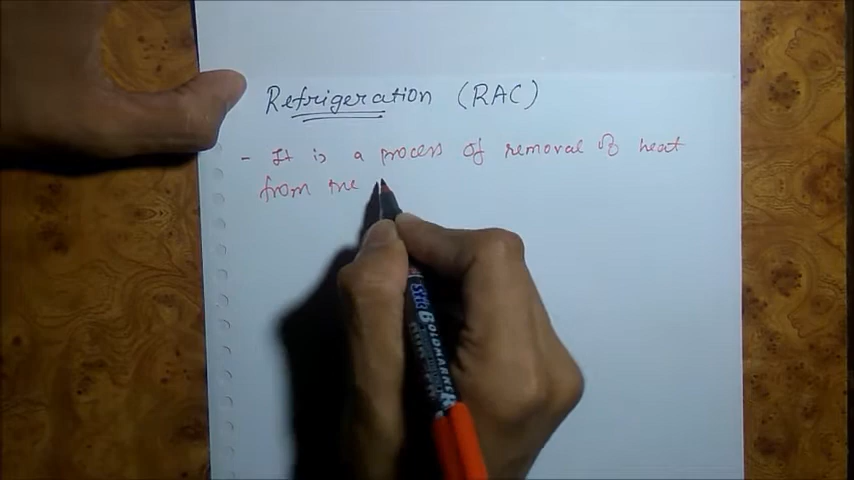 Refrigeration (RAC)
- It is a process of removal of heat
from the